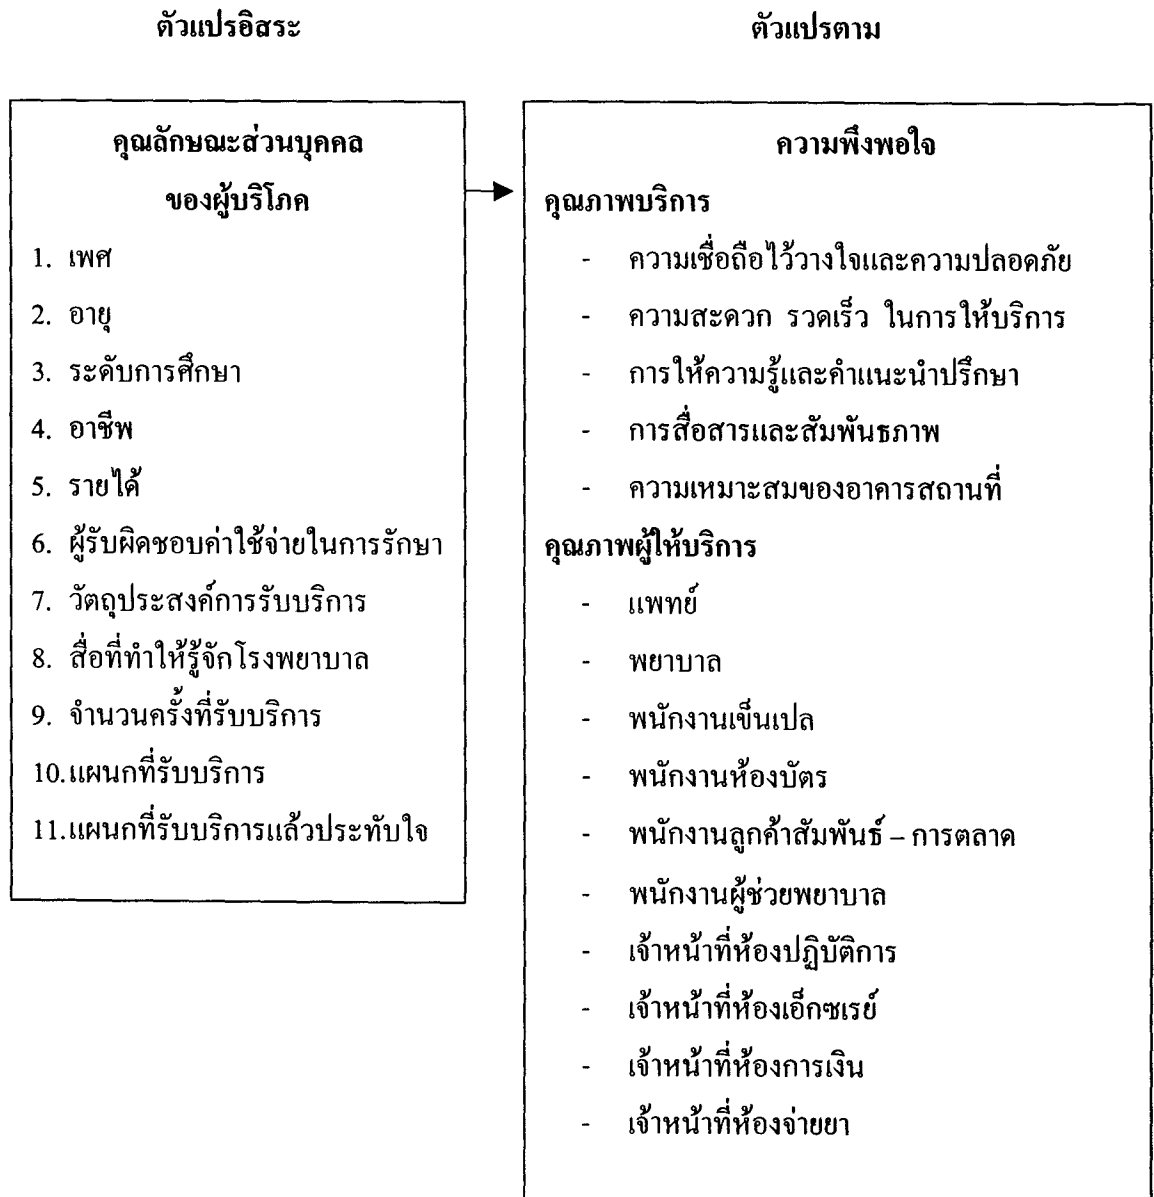 ตัวแปรอิสระ
ตัวแปรตาม
คุณลักษณะส่วนบุคคล
ของผู้บริโภค
1. เพศ
2. อายุ
3. ระดับการศึกษา
4. อาชีพ
5. รายได้
6. ผู้รับผิดชอบค่าใช้จ่ายในการรักษา
7. วัตถุประสงค์การรับบริการ
8. สื่อที่ทำให้รู้จักโรงพยาบาล
9. จำนวนครั้งที่รับบริการ
10.แผนกที่รับบริการ
11.แผนกที่รับบริการแล้วประทับใจ
ความพึงพอใจ
คุณภาพบริการ
- ความเชื่อถือไว้วางใจและความปลอดภัย
- ความสะดวก รวดเร็ว ในการให้บริการ
- การให้ความรู้และคำแนะนำปรึกษา
- การสื่อสารและสัมพันธภาพ
- ความเหมาะสมของอาคารสถานที่
คุณภาพผู้ให้บริการ
- แพทย์
- พยาบาล
- พนักงานเข็นเปล
- พนักงานห้องบัตร
- พนักงานลูกค้าสัมพันธ์ – การตลาด
- พนักงานผู้ช่วยพยาบาล
- เจ้าหน้าที่ห้องปฏิบัติการ
- เจ้าหน้าที่ห้องเอ็กซเรย์
- เจ้าหน้าที่ห้องการเงิน
- เจ้าหน้าที่ห้องจ่ายยา